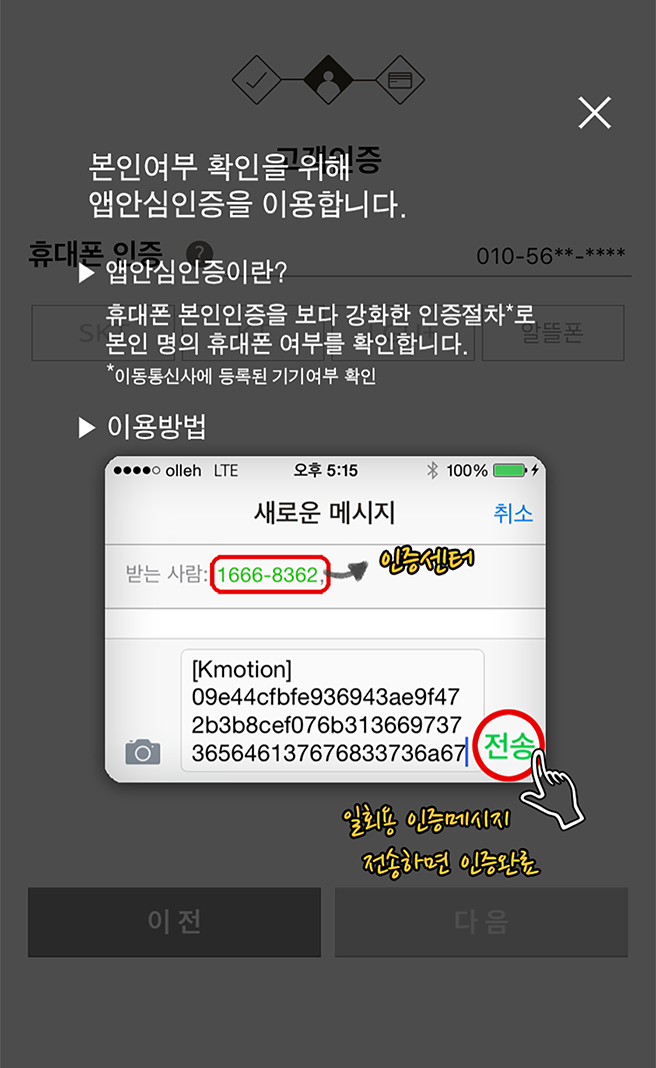 고객인증
본인여부 확인을 위해
앱안심인증을 이용합니다.
휴대폰 인증 ? 010-56**-****
▶ 앱안심인증이란?
휴대폰 본인인증을 보다 강화한 인증절차*로
본인 명의 휴대폰 여부를 확인합니다.
*이동통신사에 등록된 기기여부 확인
알뜰폰
▶ 이용방법
olleh LTE 오후 5:15 100%
새로운 메시지 취소
받는 사람: 1666-8362, 인증센터
[Kmotion]
09e44cfbfe936943ae9f47
2b3b8cef076b313669737
365646137676833736a67
전송
일회용 인증메시지
전송하면 인증완료
이전 다음